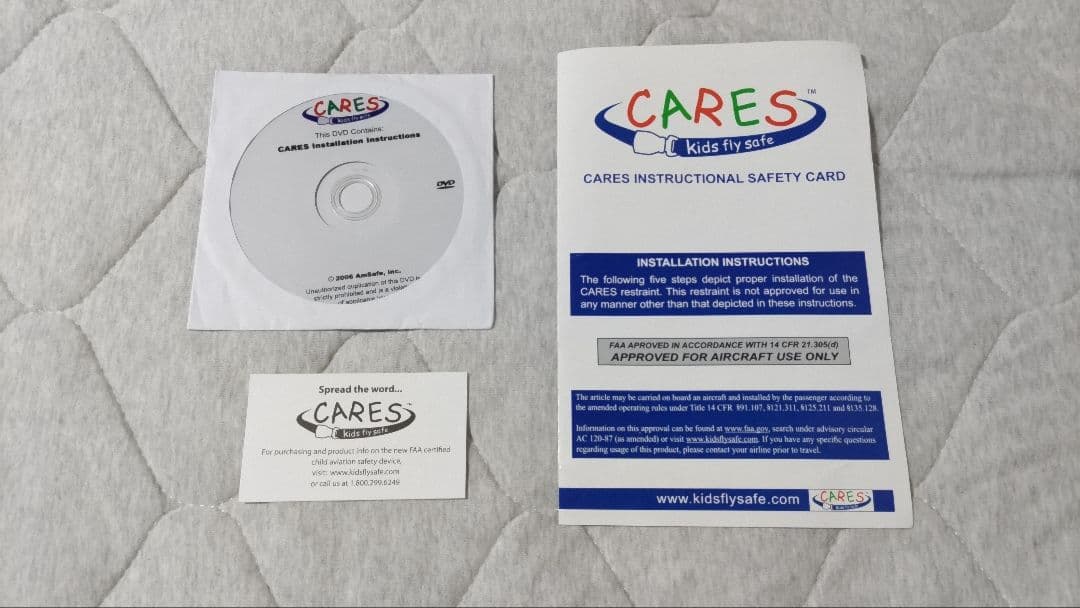 CARES
kids fly safe
This DVD Contains:
CARES Installation Instructions
DVD
© 2006 AmSafe, Inc.
Unauthorized duplication of this DVD is
strictly prohibited and is a
of applicable
Spread the word...
CARES
kids fly safe
For purchasing and product info on the new FAA certified
child aviation safety device,
visit: www.kidsflysafe.com
or call us at 1.800.299.6249
CARES™
kids fly safe
CARES INSTRUCTIONAL SAFETY CARD
INSTALLATION INSTRUCTIONS
The following five steps depict proper installation of the
CARES restraint. This restraint is not approved for use in
any manner other than that depicted in these instructions.
FAA APROVED IN ACCORDANCE WITH 14 CFR 21.305(d)
APPROVED FOR AIRCRAFT USE ONLY
The article may be carried on board an aircraft and installed by the passenger according to
the amended operating rules under Title 14 CFR §91.107, §121.311, §125.211 and §135.128.
Information on this approval can be found at www.faa.gov, search under advisory circular
AC 120-87 (as amended) or visit www.kidsflysafe.com. If you have any specific questions
regarding usage of this product, please contact your airline prior to travel.
www.kidsflysafe.com
CARES